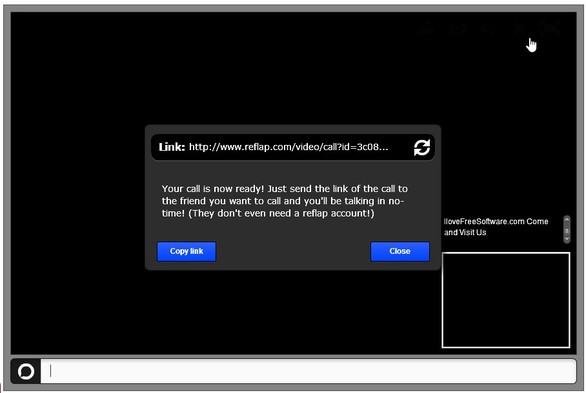 Link: http://www.reflap.com/video/call?id=3c08...
Your call is now ready! Just send the link of the call to
the friend you want to call and you'll be talking in no-
time! (They don't even need a reflap account!)
Copy link
Close
IloveFreeSoftware.com Come
and Visit Us